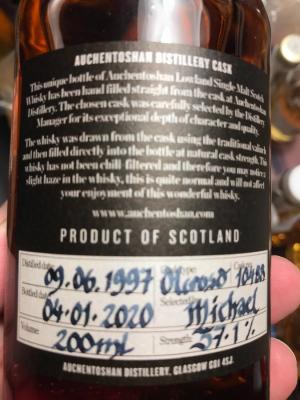 AUCHENTOSHAN DISTILLERY CASK
This unique bottle of Auchentoshan Lowland Single Malt Scotch
Whisky has been hand filled straight from the cask at Auchentoshan
Distillery. The chosen cask was carefully selected by the Distillery
Manager for its exceptional depth of character and quality.
The whisky was drawn from the cask using the traditional valinch
and then filled directly into the bottle at natural cask strength. This
whisky has not been chill-filtered and therefore you may notice a
slight haze in the whisky, this is quite normal and will not affect
your enjoyment of this wonderful whisky.
www.auchentoshan.com
PRODUCT OF SCOTLAND
Distilled date: 09.06.1997 Oloroso
Bottled date: 04.01.2020 Selected by: Michael
Volume: 200ml Strength: 57.1%
AUCHENTOSHAN DISTILLERY, GLASGOW G81 4SJ.